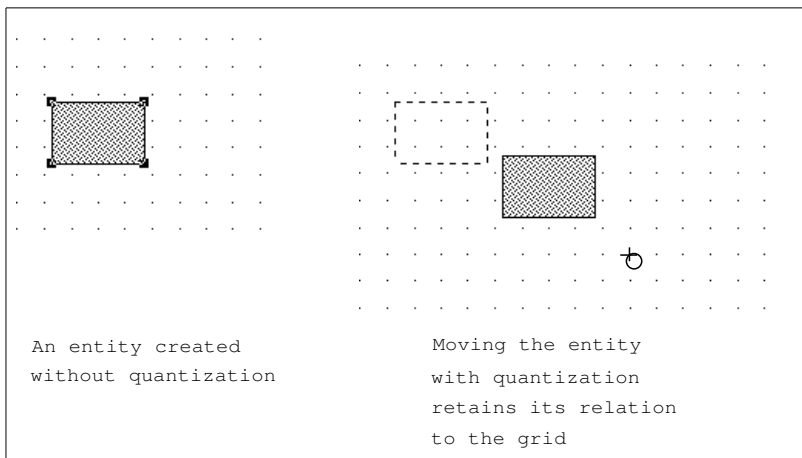 An entity created
without quantization
Moving the entity
with quantization
retains its relation
to the grid